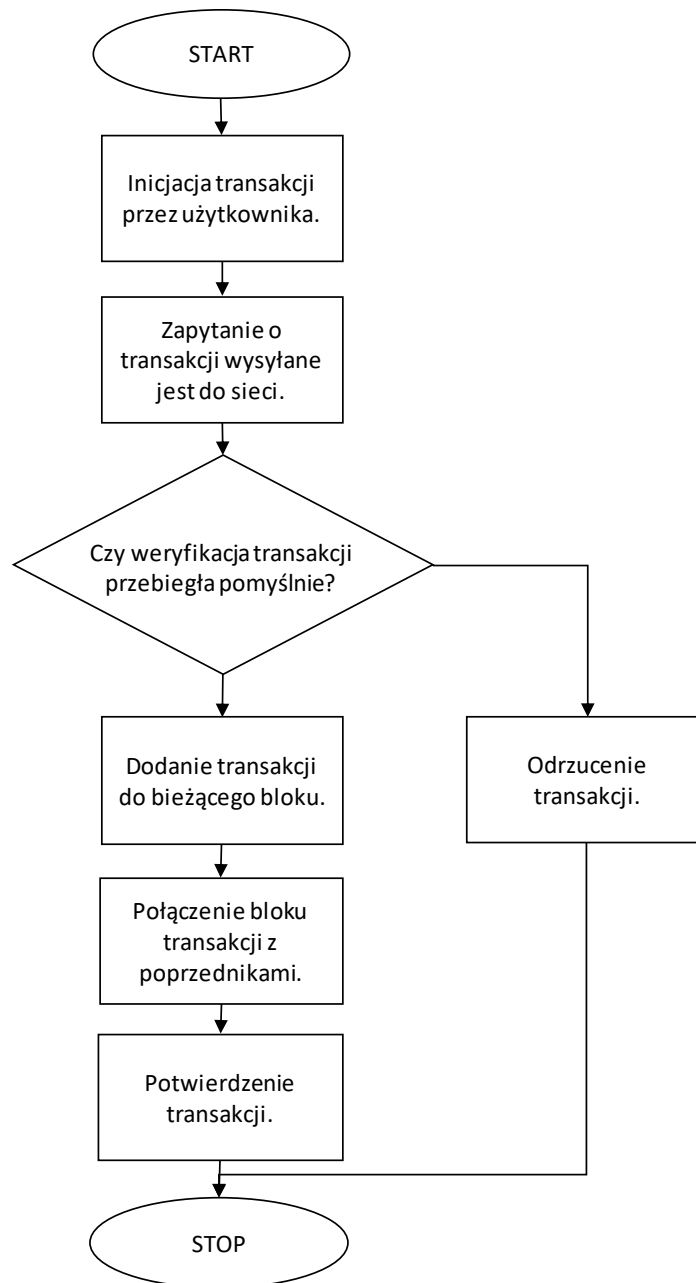 START
Inicjacja transakcji
przez użytkownika.
Zapytanie o
transakcji wysyłane
jest do sieci.
Czy weryfikacja transakcji
przebiegła pomyślnie?
Dodanie transakcji
do bieżącego bloku.
Odrzucenie
transakcji.
Połączenie bloku
transakcji z
poprzednikami.
Potwierdzenie
transakcji.
STOP